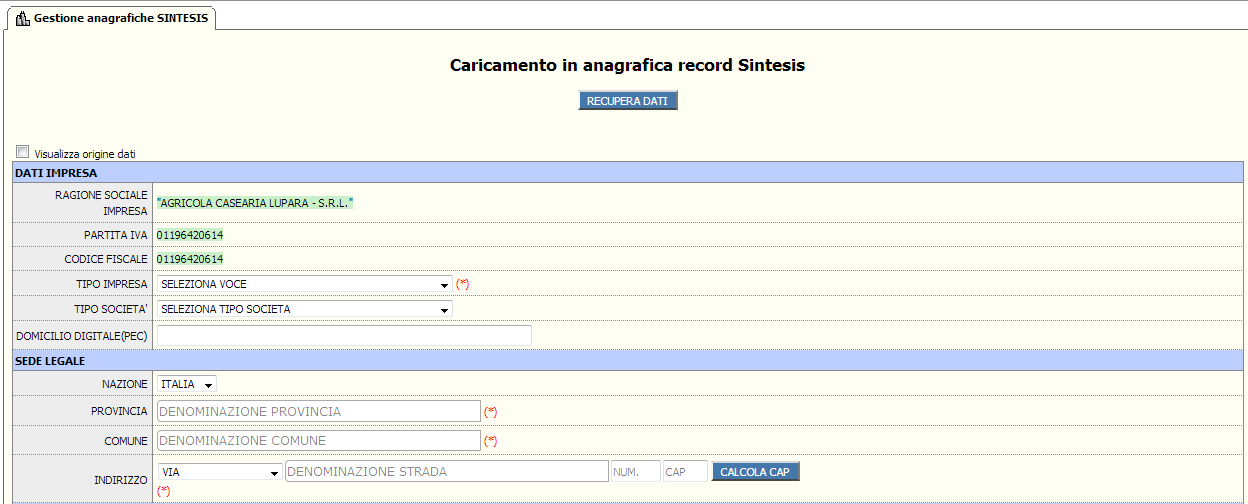 Gestione anagrafiche SINTESIS
Caricamento in anagrafica record Sintesis
RECUPERA DATI
Visualizza origine dati
DATI IMPRESA
RAGIONE SOCIALE
IMPRESA
"AGRICOLA CASEARIA LUPARA - S.R.L."
PARTITA IVA 01196420614
CODICE FISCALE 01196420614
TIPO IMPRESA SELEZIONA VOCE (*)
TIPO SOCIETA' SELEZIONA TIPO SOCIETA
DOMICILIO DIGITALE(PEC)
SEDE LEGALE
NAZIONE ITALIA
PROVINCIA DENOMINAZIONE PROVINCIA (*)
COMUNE DENOMINAZIONE COMUNE (*)
INDIRIZZO VIA DENOMINAZIONE STRADA NUM. CAP CALCOLA CAP
(*)